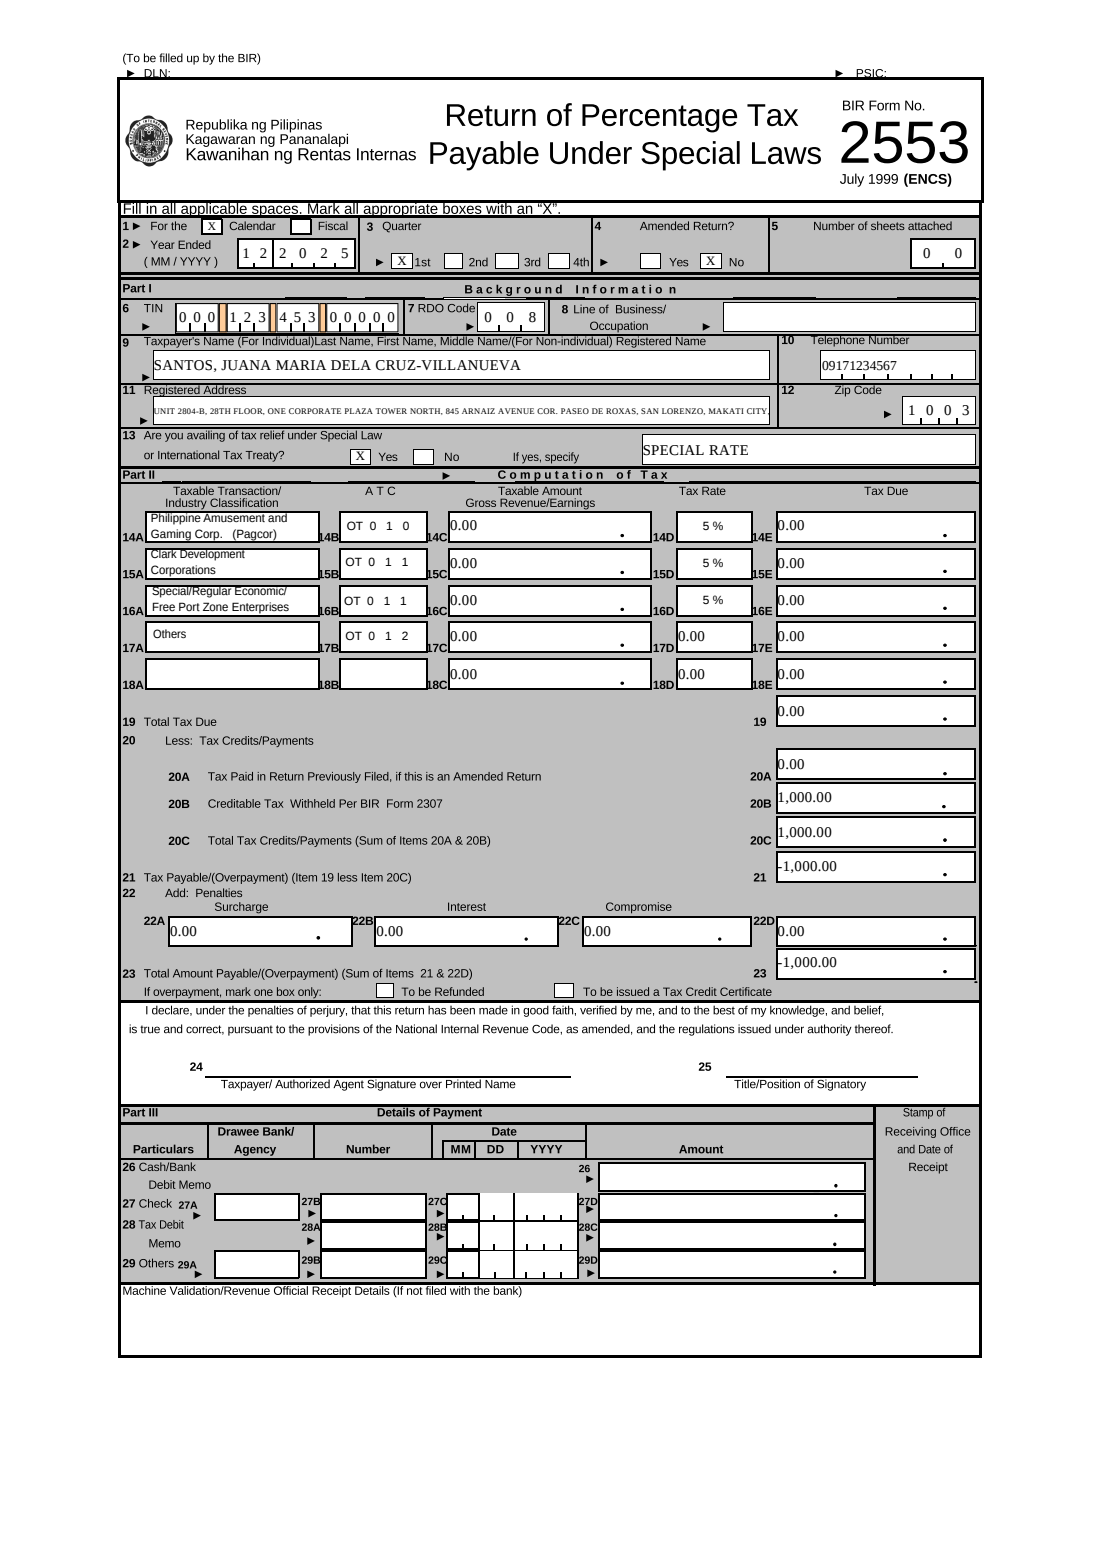 (To be filled up by the BIR)
► DLN: ► PSIC:
Republika ng Pilipinas
Kagawaran ng Pananalapi
Kawanihan ng Rentas Internas
Return of Percentage Tax
Payable Under Special Laws
BIR Form No.
2553
July 1999 (ENCS)
Fill in all applicable spaces. Mark all appropriate boxes with an “X”.
1 ► For the X Calendar Fiscal 3 Quarter 4 Amended Return? 5 Number of sheets attached
2 ► Year Ended
( MM / YYYY ) 1 2 2 0 2 5 ► X 1st 2nd 3rd 4th ► Yes X No 0 0
Part I Background Information
6 TIN ► 0 0 0 1 2 3 4 5 3 0 0 0 0 0 7 RDO Code ► 0 0 8 8 Line of Business/
Occupation ►
9 Taxpayer's Name (For Individual)Last Name, First Name, Middle Name/(For Non-individual) Registered Name 10 Telephone Number
► SANTOS, JUANA MARIA DELA CRUZ-VILLANUEVA 09171234567
11 Registered Address 12 Zip Code
► UNIT 2804-B, 28TH FLOOR, ONE CORPORATE PLAZA TOWER NORTH, 845 ARNAIZ AVENUE COR. PASEO DE ROXAS, SAN LORENZO, MAKATI CITY, ► 1 0 0 3
13 Are you availing of tax relief under Special Law
or International Tax Treaty? X Yes No If yes, specify SPECIAL RATE
Part II ► Computation of Tax
Taxable Transaction/ A T C Taxable Amount Tax Rate Tax Due
Industry Classification Gross Revenue/Earnings
14A Philippine Amusement and
Gaming Corp. (Pagcor) 14B OT 0 1 0 14C 0.00 14D 5 % 14E 0.00
15A Clark Development
Corporations 15B OT 0 1 1 15C 0.00 15D 5 % 15E 0.00
16A Special/Regular Economic/
Free Port Zone Enterprises 16B OT 0 1 1 16C 0.00 16D 5 % 16E 0.00
17A Others 17B OT 0 1 2 17C 0.00 17D 0.00 17E 0.00
18A 18B 18C 0.00 18D 0.00 18E 0.00
19 Total Tax Due 19 0.00
20 Less: Tax Credits/Payments
20A Tax Paid in Return Previously Filed, if this is an Amended Return 20A 0.00
20B Creditable Tax Withheld Per BIR Form 2307 20B 1,000.00
20C Total Tax Credits/Payments (Sum of Items 20A & 20B) 20C 1,000.00
21 Tax Payable/(Overpayment) (Item 19 less Item 20C) 21 -1,000.00
22 Add: Penalties
Surcharge Interest Compromise
22A 0.00 22B 0.00 22C 0.00 22D 0.00
23 Total Amount Payable/(Overpayment) (Sum of Items 21 & 22D) 23 -1,000.00
If overpayment, mark one box only: To be Refunded To be issued a Tax Credit Certificate
I declare, under the penalties of perjury, that this return has been made in good faith, verified by me, and to the best of my knowledge, and belief,
is true and correct, pursuant to the provisions of the National Internal Revenue Code, as amended, and the regulations issued under authority thereof.
24 25
Taxpayer/ Authorized Agent Signature over Printed Name Title/Position of Signatory
Part III Details of Payment Stamp of
Receiving Office
and Date of
Receipt
Drawee Bank/ Date
Particulars Agency Number MM DD YYYY Amount
26 Cash/Bank
Debit Memo 26 ►
27 Check 27A ► 27B ► 27C ► 27D ►
28 Tax Debit
Memo 28A ► 28B ► 28C ►
29 Others 29A ► 29B ► 29C ► 29D ►
Machine Validation/Revenue Official Receipt Details (If not filed with the bank)